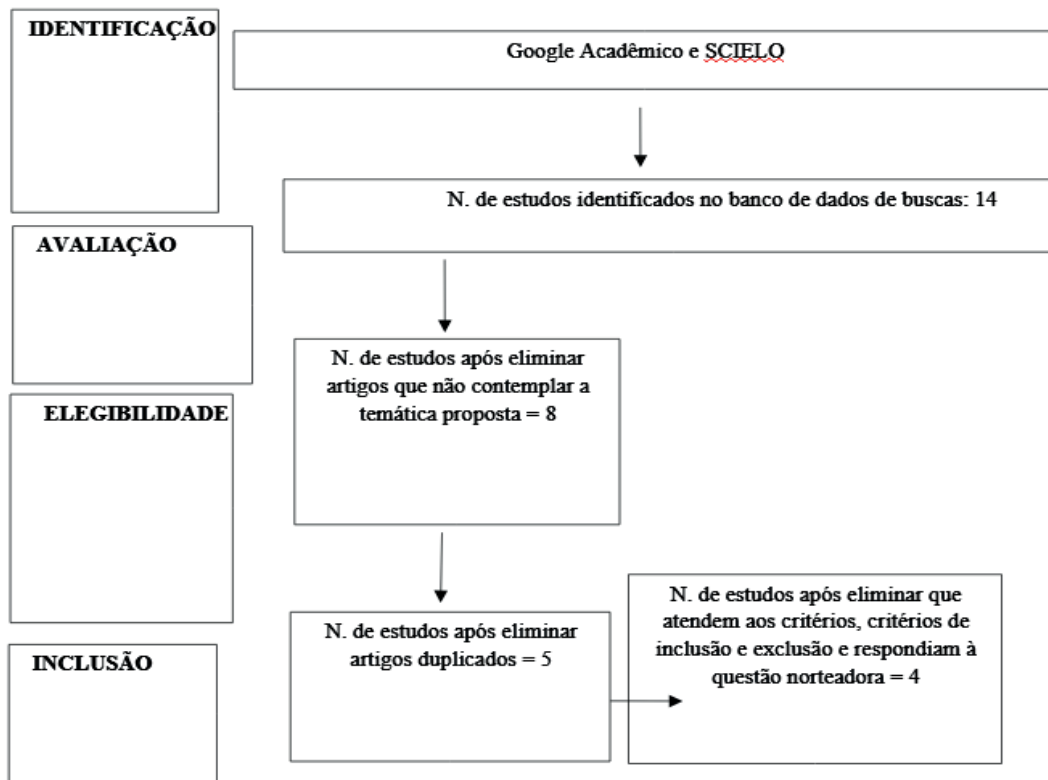 IDENTIFICAÇÃO
Google Acadêmico e SCIELO
N. de estudos identificados no banco de dados de buscas: 14
AVALIAÇÃO
N. de estudos após eliminar
artigos que não contemplar a
temática proposta = 8
ELEGIBILIDADE
N. de estudos após eliminar
artigos duplicados = 5
N. de estudos após eliminar que
atendem aos critérios, critérios de
inclusão e exclusão e respondiam à
questão norteadora = 4
INCLUSÃO